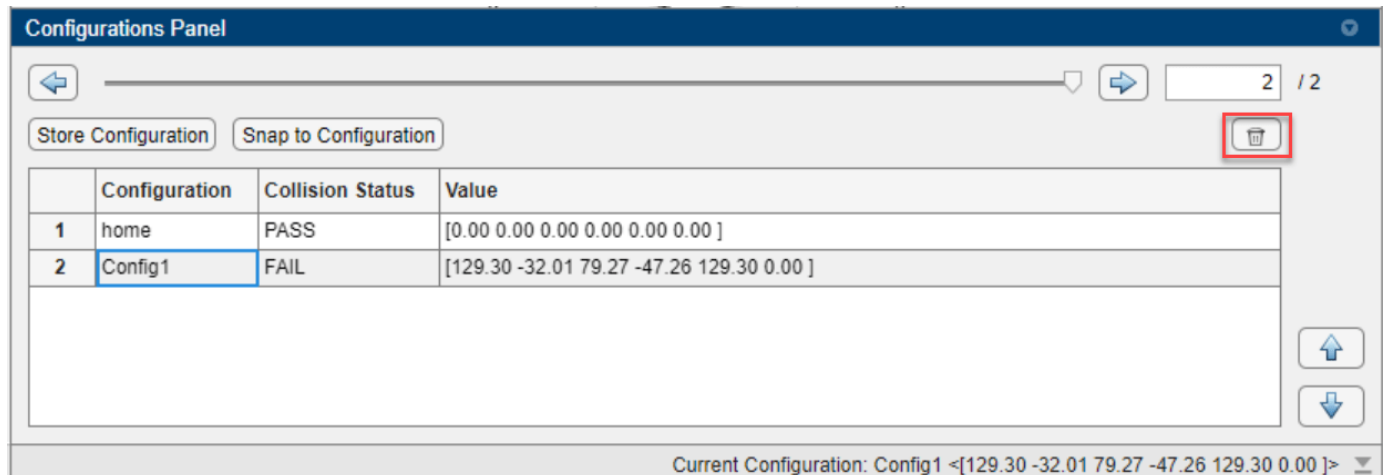 Configurations Panel
2 / 2
Store Configuration Snap to Configuration
Configuration Collision Status Value
1 home PASS [0.00 0.00 0.00 0.00 0.00 0.00 ]
2 Config1 FAIL [129.30 -32.01 79.27 -47.26 129.30 0.00 ]
Current Configuration: Config1 <[129.30 -32.01 79.27 -47.26 129.30 0.00 ]>